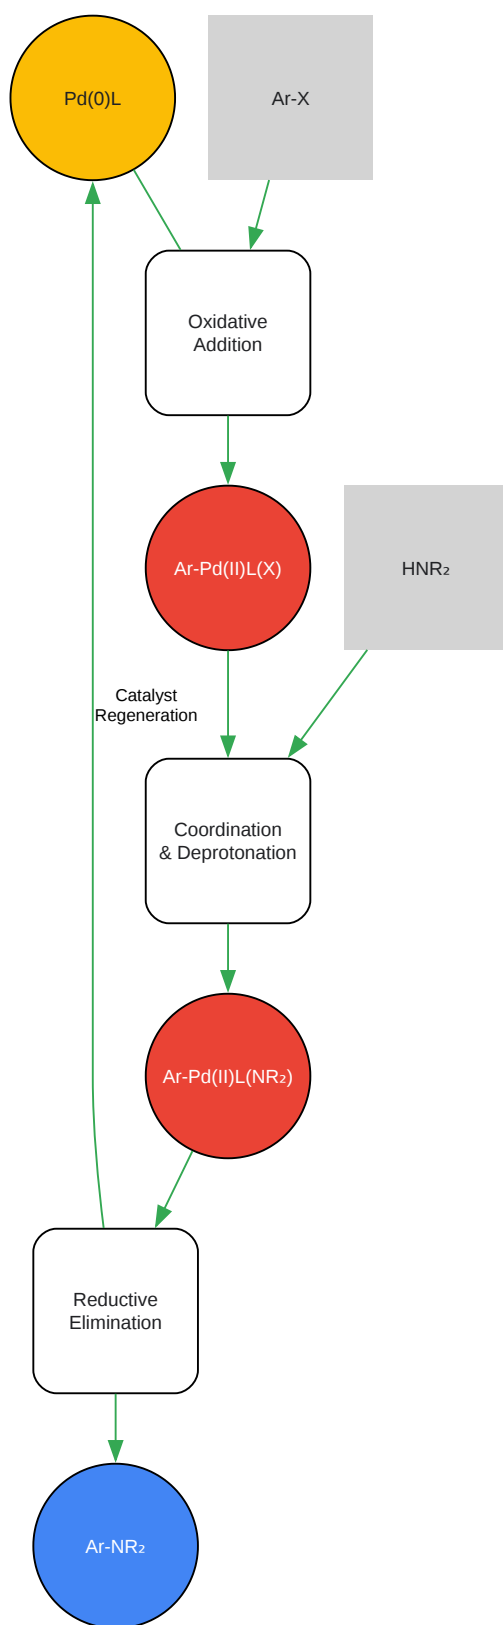 Pd(0)L
Ar-X
Oxidative
Addition
Ar-Pd(II)L(X)
HNR₂
Catalyst
Regeneration
Coordination
& Deprotonation
Ar-Pd(II)L(NR₂)
Reductive
Elimination
Ar-NR₂